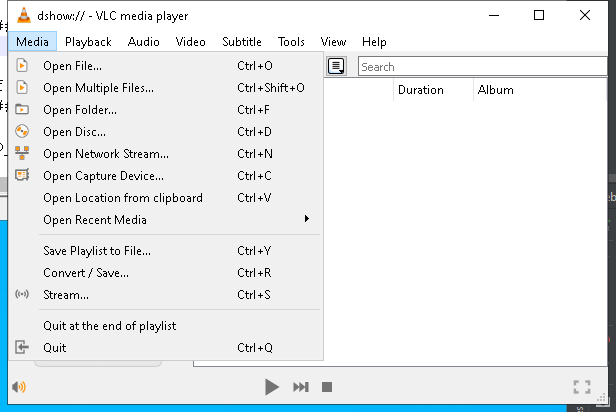 dshow:// - VLC media player
Media Playback Audio Video Subtitle Tools View Help
Open File... Ctrl+O
Search
Open Multiple Files... Ctrl+Shift+O
Duration Album
Open Folder... Ctrl+F
Open Disc... Ctrl+D
Open Network Stream... Ctrl+N
Open Capture Device... Ctrl+C
Open Location from clipboard Ctrl+V
Open Recent Media
Save Playlist to File... Ctrl+Y
Convert / Save... Ctrl+R
Stream... Ctrl+S
Quit at the end of playlist
Quit Ctrl+Q